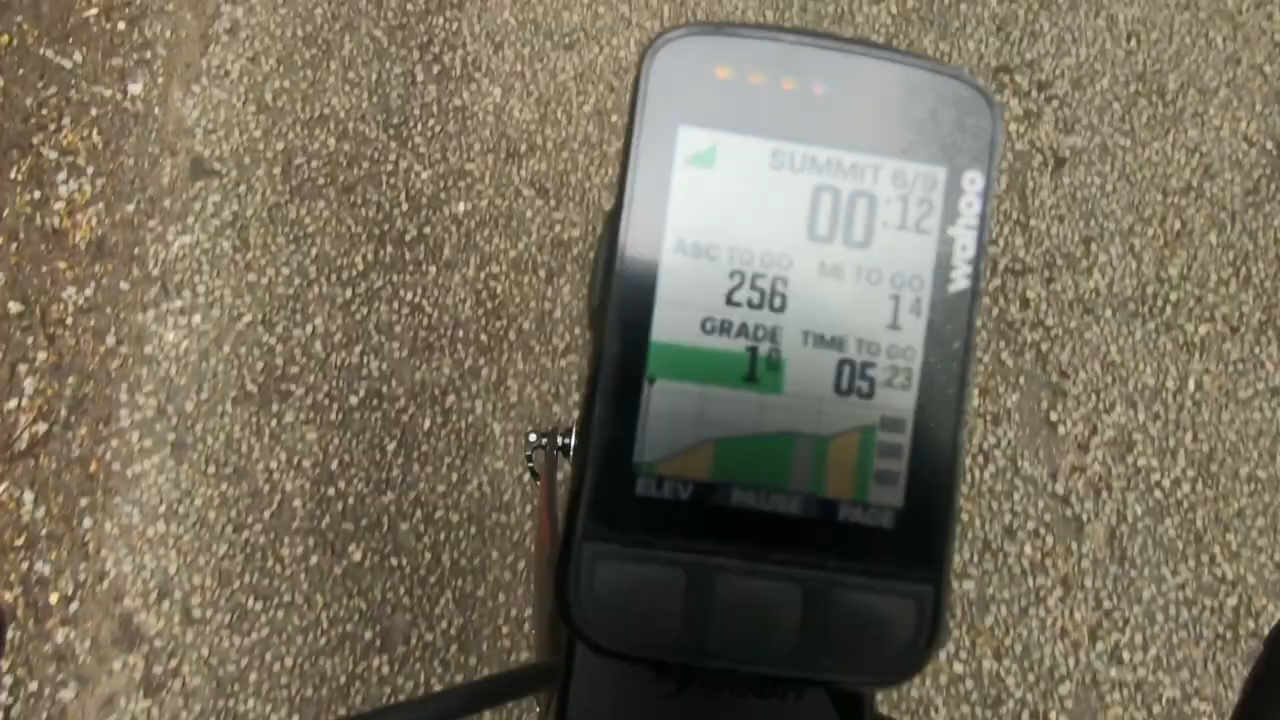 SUMMIT 6/9
00:12
ASC TO GO
MI TO GO
256
1 4
GRADE
TIME TO GO
1
05:23
ELEV
PAUSE
PAGE
wahoo